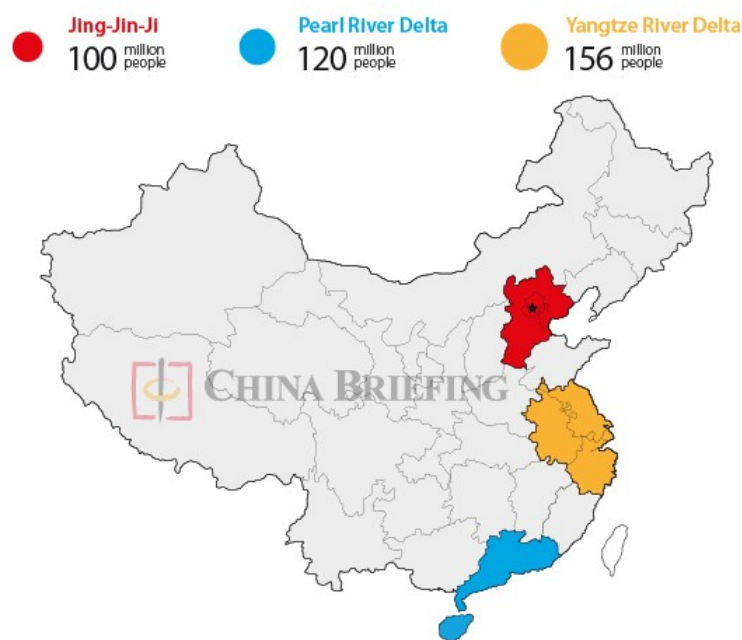 Jing-Jin-Ji
100 million people
Pearl River Delta
120 million people
Yangtze River Delta
156 million people
CHINA BRIEFING